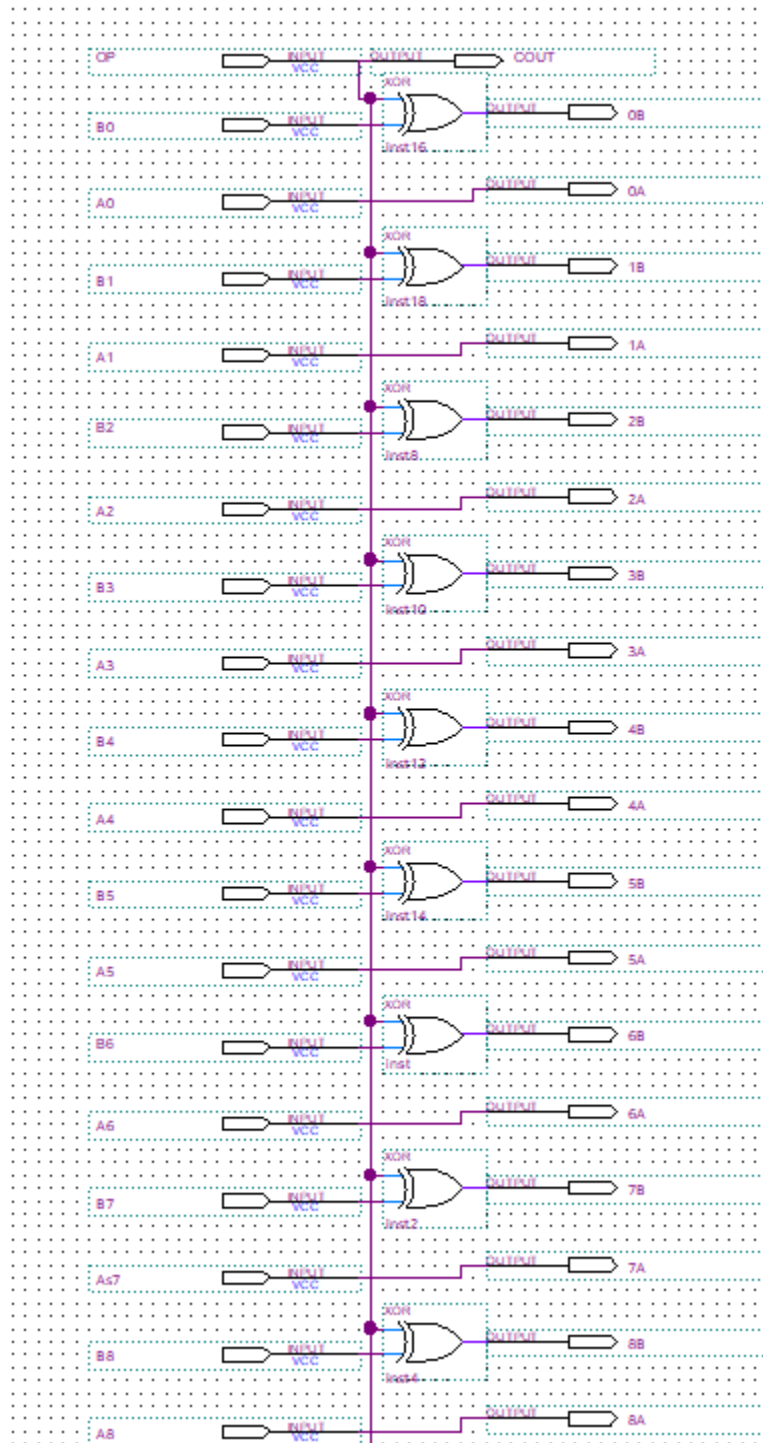 OP INPUT VCC OUTPUT COUT
XOR
B0 INPUT VCC OUTPUT 0B
inst16
A0 INPUT VCC OUTPUT 0A
XOR
B1 INPUT VCC OUTPUT 1B
inst18
A1 INPUT VCC OUTPUT 1A
XOR
B2 INPUT VCC OUTPUT 2B
inst8
A2 INPUT VCC OUTPUT 2A
XOR
B3 INPUT VCC OUTPUT 3B
inst10
A3 INPUT VCC OUTPUT 3A
XOR
B4 INPUT VCC OUTPUT 4B
inst12
A4 INPUT VCC OUTPUT 4A
XOR
B5 INPUT VCC OUTPUT 5B
inst14
A5 INPUT VCC OUTPUT 5A
XOR
B6 INPUT VCC OUTPUT 6B
inst
A6 INPUT VCC OUTPUT 6A
XOR
B7 INPUT VCC OUTPUT 7B
inst2
As7 INPUT VCC OUTPUT 7A
XOR
B8 INPUT VCC OUTPUT 8B
inst4
A8 INPUT VCC OUTPUT 8A